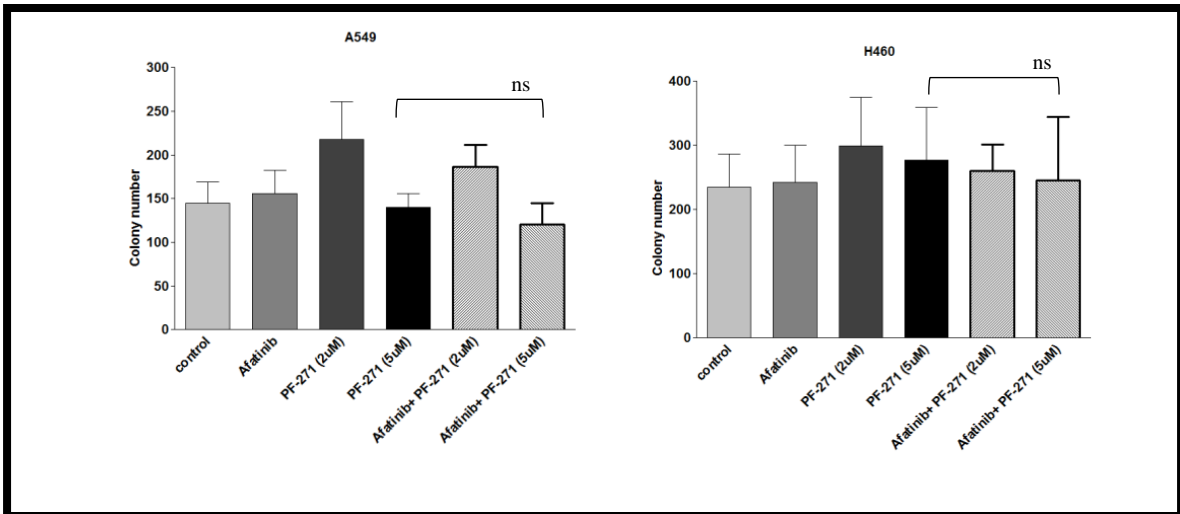 A549
ns
300
250
200
150
100
50
0
Colony number
control
Afatinib
PF-271 (2uM)
PF-271 (5uM)
Afatinib+ PF-271 (2uM)
Afatinib+ PF-271 (5uM)
H460
ns
400
300
200
100
0
Colony number
control
Afatinib
PF-271 (2uM)
PF-271 (5uM)
Afatinib+ PF-271 (2uM)
Afatinib+ PF-271 (5uM)